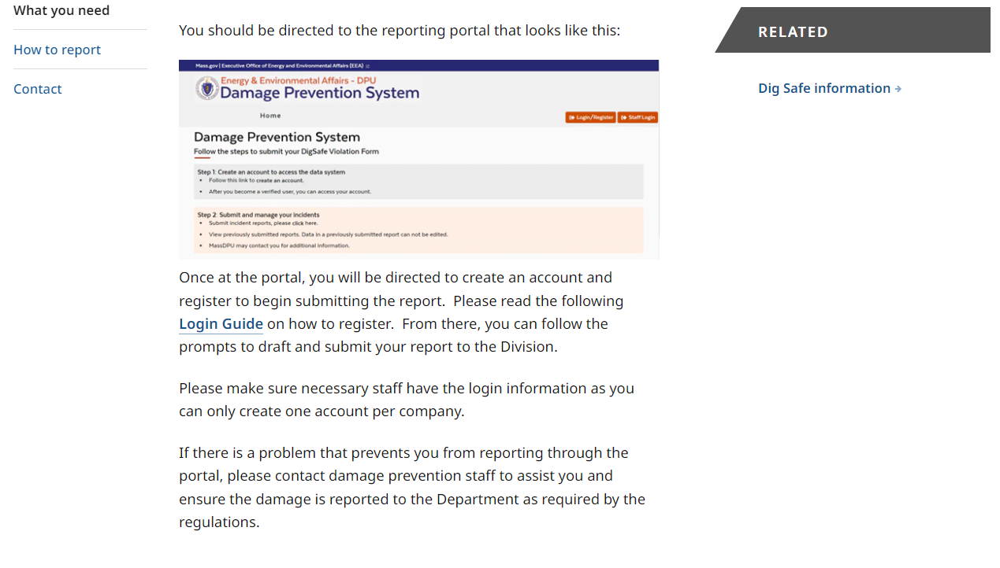 What you need
How to report
Contact
You should be directed to the reporting portal that looks like this:
Mass.gov | Executive Office of Energy and Environmental Affairs (EEA)
Energy & Environmental Affairs - DPU
Damage Prevention System
Home
Login/Register
Staff Login
Damage Prevention System
Follow the steps to submit your DigSafe Violation Form
Step 1: Create an account to access the data system
• Follow this link to create an account.
• After you become a verified user, you can access your account.
Step 2: Submit and manage your incidents
• Submit incident reports, please click here.
• View previously submitted reports. Data in a previously submitted report can not be edited.
• MassDPU may contact you for additional information.
Once at the portal, you will be directed to create an account and
register to begin submitting the report.  Please read the following
Login Guide on how to register.  From there, you can follow the
prompts to draft and submit your report to the Division.
Please make sure necessary staff have the login information as you
can only create one account per company.
If there is a problem that prevents you from reporting through the
portal, please contact damage prevention staff to assist you and
ensure the damage is reported to the Department as required by the
regulations.
RELATED
Dig Safe information